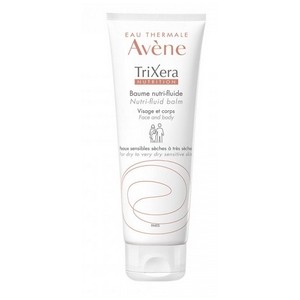 EAU THERMALE
Avène
TriXera
NUTRITION
Baume nutri-fluide
Nutri-fluid balm
Visage et corps
Face and body
Peaux sensibles sèches à très sèches
For dry to very dry sensitive skin
PARIS